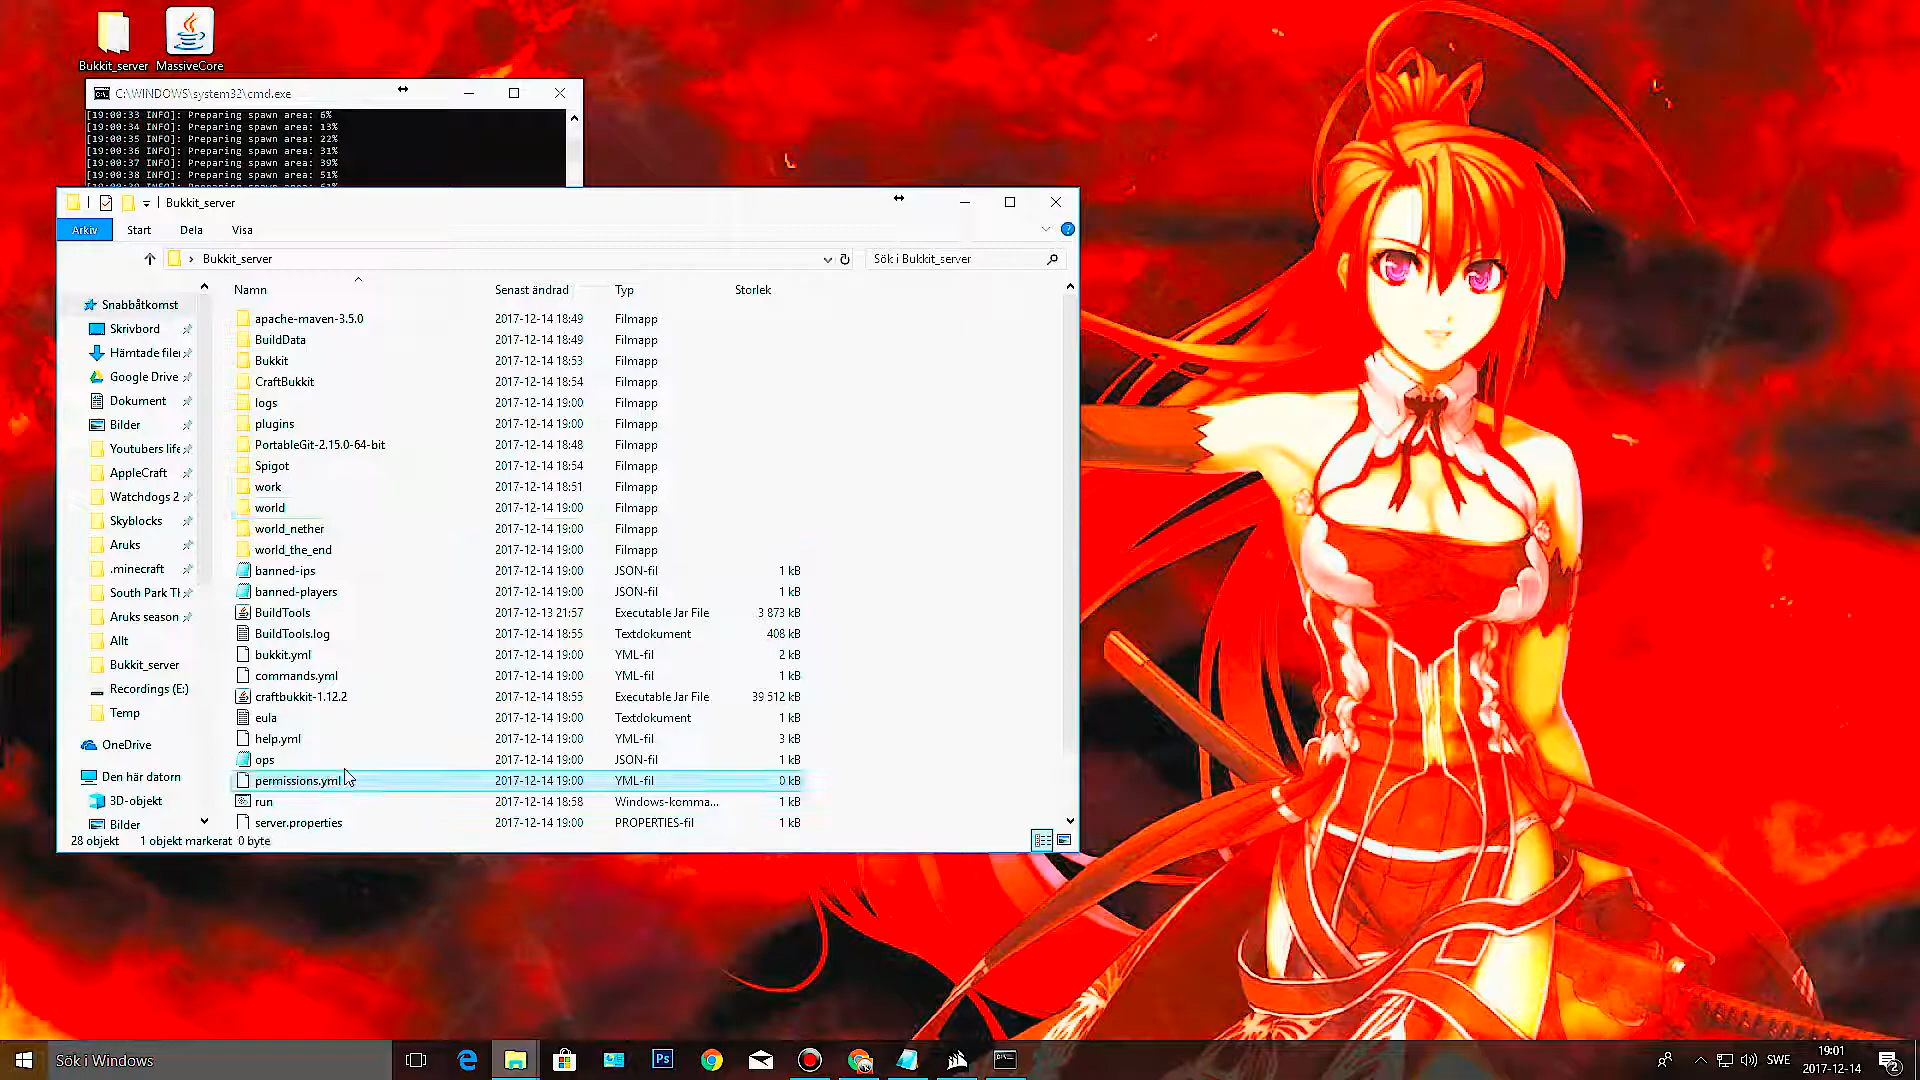 Bukkit_server
MassiveCore
C:\WINDOWS\system32\cmd.exe
[19:00:33 INFO]: Preparing spawn area: 6%
[19:00:34 INFO]: Preparing spawn area: 13%
[19:00:35 INFO]: Preparing spawn area: 22%
[19:00:36 INFO]: Preparing spawn area: 31%
[19:00:37 INFO]: Preparing spawn area: 39%
[19:00:38 INFO]: Preparing spawn area: 51%
Bukkit_server
Arkiv Start Dela Visa
Bukkit_server
Sök i Bukkit_server
Namn Senast ändrad Typ Storlek
Snabbåtkomst
Skrivbord
Hämtade filer
Google Drive
Dokument
Bilder
Youtubers life
AppleCraft
Watchdogs 2
Skyblocks
Aruks
.minecraft
South Park Th
Aruks season
Allt
Bukkit_server
Recordings (E:)
Temp
OneDrive
Den här datorn
3D-objekt
Bilder
apache-maven-3.5.0 2017-12-14 18:49 Filmapp
BuildData 2017-12-14 18:49 Filmapp
Bukkit 2017-12-14 18:53 Filmapp
CraftBukkit 2017-12-14 18:54 Filmapp
logs 2017-12-14 19:00 Filmapp
plugins 2017-12-14 19:00 Filmapp
PortableGit-2.15.0-64-bit 2017-12-14 18:48 Filmapp
Spigot 2017-12-14 18:54 Filmapp
work 2017-12-14 18:51 Filmapp
world 2017-12-14 19:00 Filmapp
world_nether 2017-12-14 19:00 Filmapp
world_the_end 2017-12-14 19:00 Filmapp
banned-ips 2017-12-14 19:00 JSON-fil 1 kB
banned-players 2017-12-14 19:00 JSON-fil 1 kB
BuildTools 2017-12-13 21:57 Executable Jar File 3 873 kB
BuildTools.log 2017-12-14 18:55 Textdokument 408 kB
bukkit.yml 2017-12-14 19:00 YML-fil 2 kB
commands.yml 2017-12-14 19:00 YML-fil 1 kB
craftbukkit-1.12.2 2017-12-14 18:55 Executable Jar File 39 512 kB
eula 2017-12-14 19:00 Textdokument 1 kB
help.yml 2017-12-14 19:00 YML-fil 3 kB
ops 2017-12-14 19:00 JSON-fil 1 kB
permissions.yml 2017-12-14 19:00 YML-fil 0 kB
run 2017-12-14 18:58 Windows-komma... 1 kB
server.properties 2017-12-14 19:00 PROPERTIES-fil 1 kB
28 objekt 1 objekt markerat 0 byte
Sök i Windows
Ps
SWE
19:01
2017-12-14
2